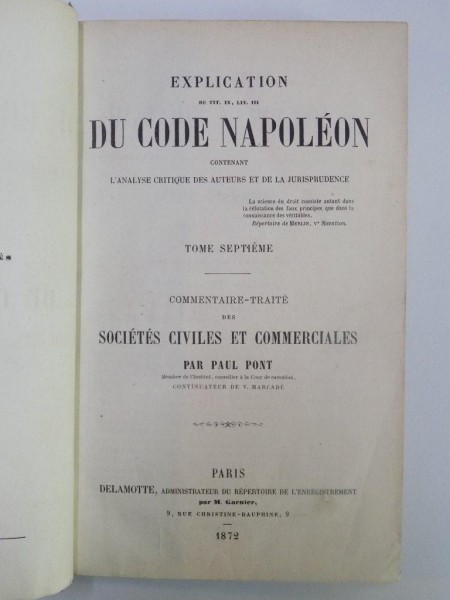 EXPLICATION
DU TIT. IX, LIV. III
DU CODE NAPOLÉON
CONTENANT
L'ANALYSE CRITIQUE DES AUTEURS ET DE LA JURISPRUDENCE
La science du droit consiste autant dans
la réfutation des faux principes, que dans la
connaissance des véritables.
Répertoire de MERLIN, Vº NOVATION.
TOME SEPTIÈME
COMMENTAIRE-TRAITÉ
DES
SOCIÉTÉS CIVILES ET COMMERCIALES
PAR PAUL PONT
Membre de l'Institut, conseiller à la Cour de cassation,
CONTINUATEUR DE V. MARCADÉ
PARIS
DELAMOTTE, ADMINISTRATEUR DU RÉPERTOIRE DE L'ENREGISTREMENT
par M. Garnier,
9, RUE CHRISTINE-DAUPHINE, 9
1872